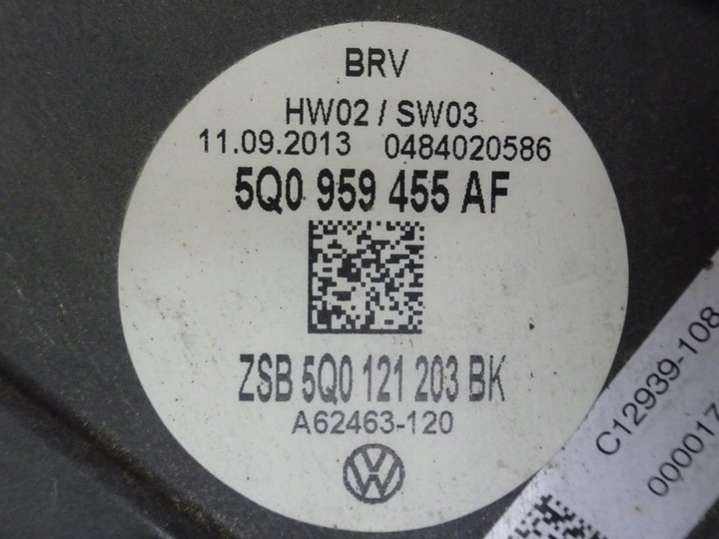 BRV
HW02 / SW03
11.09.2013 0484020586
5Q0 959 455 AF
ZSB 5Q0 121 203 BK
A62463-120
VW
C12939-108